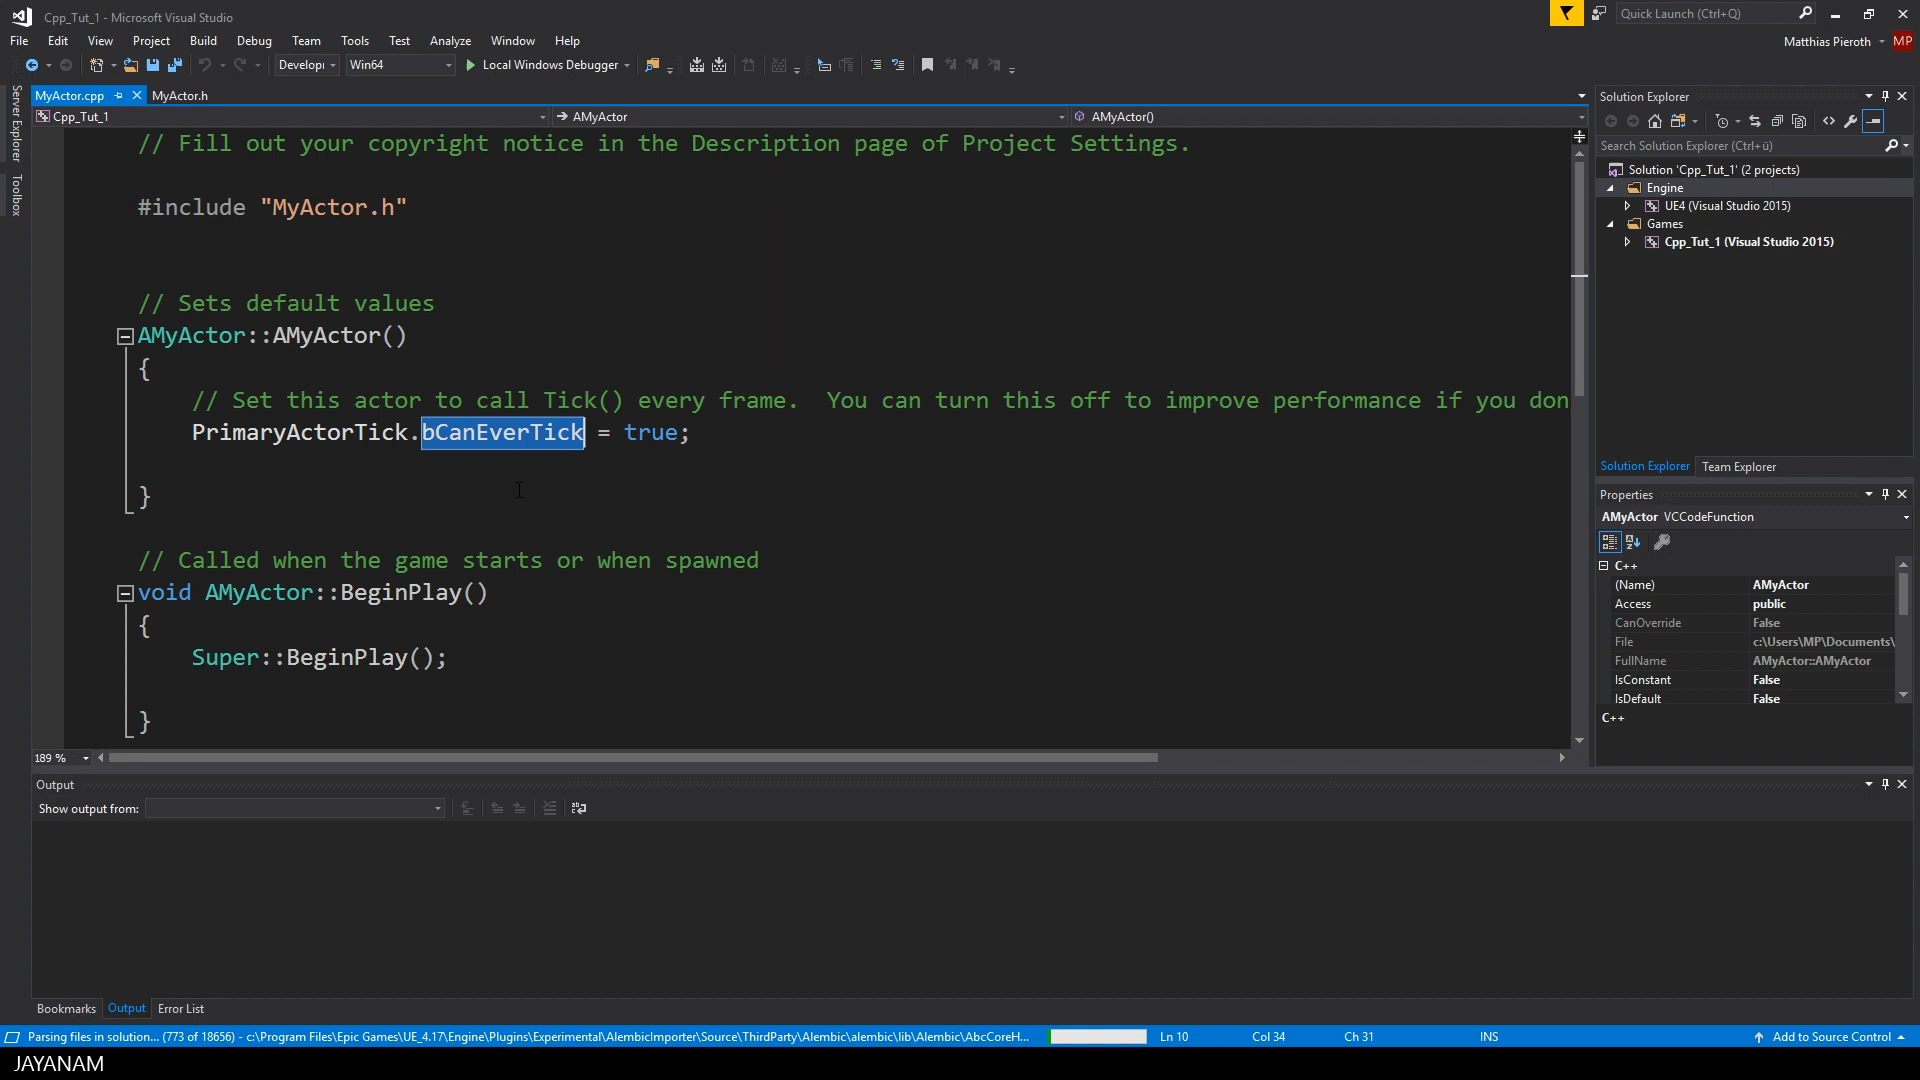 Cpp_Tut_1 - Microsoft Visual Studio
Quick Launch (Ctrl+Q)
File Edit View Project Build Debug Team Tools Test Analyze Window Help
Matthias Pieroth MP
Develop Win64 Local Windows Debugger
Server Explorer
Toolbox
MyActor.cpp MyActor.h
Cpp_Tut_1 AMyActor AMyActor()
// Fill out your copyright notice in the Description page of Project Settings.
#include "MyActor.h"
// Sets default values
AMyActor::AMyActor()
{
// Set this actor to call Tick() every frame.  You can turn this off to improve performance if you don
PrimaryActorTick.bCanEverTick = true;
}
// Called when the game starts or when spawned
void AMyActor::BeginPlay()
{
Super::BeginPlay();
}
189 %
Solution Explorer
Search Solution Explorer (Ctrl+ü)
Solution 'Cpp_Tut_1' (2 projects)
Engine
UE4 (Visual Studio 2015)
Games
Cpp_Tut_1 (Visual Studio 2015)
Solution Explorer Team Explorer
Properties
AMyActor VCCodeFunction
C++
(Name) AMyActor
Access public
CanOverride False
File c:\Users\MP\Documents\
FullName AMyActor::AMyActor
IsConstant False
IsDefault False
C++
Output
Show output from:
Bookmarks Output Error List
Parsing files in solution... (773 of 18656) - c:\Program Files\Epic Games\UE_4.17\Engine\Plugins\Experimental\AlembicImporter\Source\ThirdParty\Alembic\alembic\lib\Alembic\AbcCoreH...
Ln 10 Col 34 Ch 31 INS Add to Source Control
JAYANAM